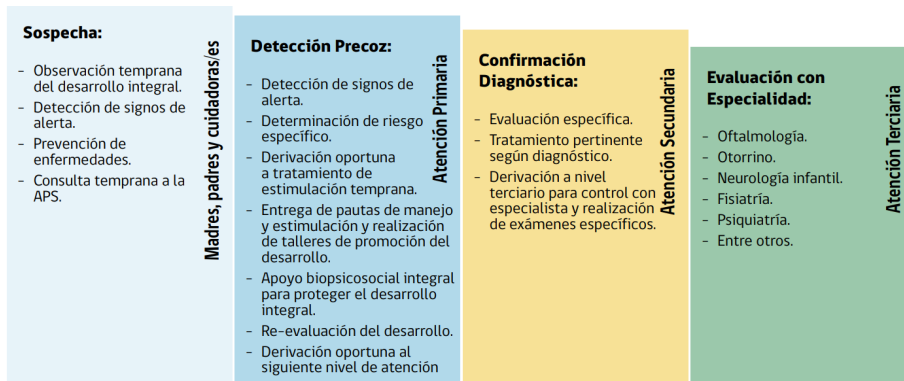 Sospecha:
- Observación temprana
del desarrollo integral.
- Detección de signos de
alerta.
- Prevención de
enfermedades.
- Consulta temprana a la
APS.
Madres, padres y cuidadoras/es
Detección Precoz:
- Detección de signos de
alerta.
- Determinación de riesgo
específico.
- Derivación oportuna
a tratamiento de
estimulación temprana.
- Entrega de pautas de manejo
y estimulación y realización
de talleres de promoción del
desarrollo.
- Apoyo biopsicosocial integral
para proteger el desarrollo
integral.
- Re-evaluación del desarrollo.
- Derivación oportuna al
siguiente nivel de atención
Atención Primaria
Confirmación
Diagnóstica:
- Evaluación específica.
- Tratamiento pertinente
según diagnóstico.
- Derivación a nivel
terciario para control con
especialista y realización
de exámenes específicos.
Atención Secundaria
Evaluación con
Especialidad:
- Oftalmología.
- Otorrino.
- Neurología infantil.
- Fisiatría.
- Psiquiatría.
- Entre otros.
Atención Terciaria